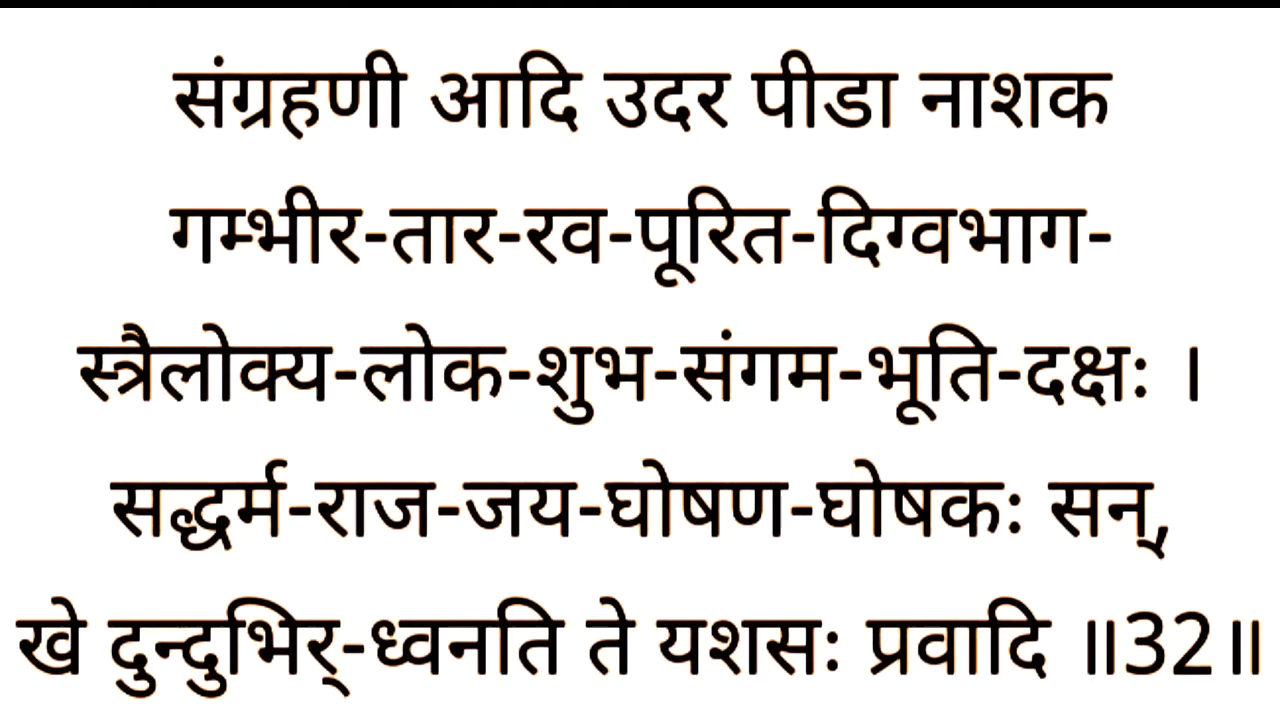 संग्रहणी आदि उदर पीडा नाशक
गम्भीर-तार-रव-पूरित-दिग्वभाग-
स्त्रैलोक्य-लोक-शुभ-संगम-भूति-दक्षः ।
सद्धर्म-राज-जय-घोषण-घोषकः सन्,
खे दुन्दुभिर्-ध्वनति ते यशसः प्रवादि ॥32॥